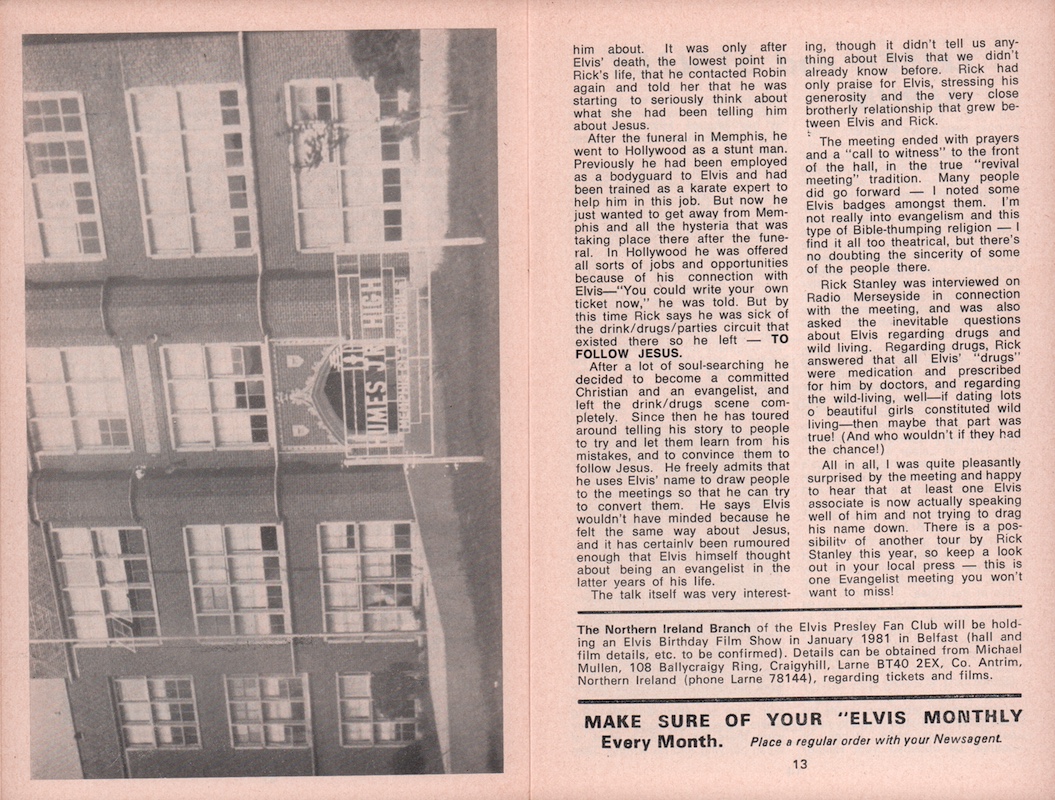 HUMES JR
him about. It was only after
Elvis' death, the lowest point in
Rick's life, that he contacted Robin
again and told her that he was
starting to seriously think about
what she had been telling him
about Jesus.
After the funeral in Memphis, he
went to Hollywood as a stunt man.
Previously he had been employed
as a bodyguard to Elvis and had
been trained as a karate expert to
help him in this job. But now he
just wanted to get away from Mem-
phis and all the hysteria that was
taking place there after the fune-
ral. In Hollywood he was offered
all sorts of jobs and opportunities
because of his connection with
Elvis—"You could write your own
ticket now," he was told. But by
this time Rick says he was sick of
the drink/drugs/parties circuit that
existed there so he left — TO
FOLLOW JESUS.
After a lot of soul-searching he
decided to become a committed
Christian and an evangelist, and
left the drink/drugs scene com-
pletely. Since then he has toured
around telling his story to people
to try and let them learn from his
mistakes, and to convince them to
follow Jesus. He freely admits that
he uses Elvis' name to draw people
to the meetings so that he can try
to convert them. He says Elvis
wouldn't have minded because he
felt the same way about Jesus,
and it has certainly been rumoured
enough that Elvis himself thought
about being an evangelist in the
latter years of his life.
The talk itself was very interest-
ing, though it didn't tell us any-
thing about Elvis that we didn't
already know before. Rick had
only praise for Elvis, stressing his
generosity and the very close
brotherly relationship that grew be-
tween Elvis and Rick.
The meeting ended with prayers
and a "call to witness" to the front
of the hall, in the true "revival
meeting" tradition. Many people
did go forward — I noted some
Elvis badges amongst them. I'm
not really into evangelism and this
type of Bible-thumping religion — I
find it all too theatrical, but there's
no doubting the sincerity of some
of the people there.
Rick Stanley was interviewed on
Radio Merseyside in connection
with the meeting, and was also
asked the inevitable questions
about Elvis regarding drugs and
wild living. Regarding drugs, Rick
answered that all Elvis' "drugs"
were medication and prescribed
for him by doctors, and regarding
the wild-living, well—if dating lots
o beautiful girls constituted wild
living—then maybe that part was
true! (And who wouldn't if they had
the chance!)
All in all, I was quite pleasantly
surprised by the meeting and happy
to hear that at least one Elvis
associate is now actually speaking
well of him and not trying to drag
his name down. There is a pos-
sibility of another tour by Rick
Stanley this year, so keep a look
out in your local press — this is
one Evangelist meeting you won't
want to miss!
The Northern Ireland Branch of the Elvis Presley Fan Club will be hold-
ing an Elvis Birthday Film Show in January 1981 in Belfast (hall and
film details, etc. to be confirmed). Details can be obtained from Michael
Mullen, 108 Ballycraigy Ring, Craigyhill, Larne BT40 2EX, Co. Antrim,
Northern Ireland (phone Larne 78144), regarding tickets and films.
MAKE SURE OF YOUR "ELVIS MONTHLY
Every Month. Place a regular order with your Newsagent.
13